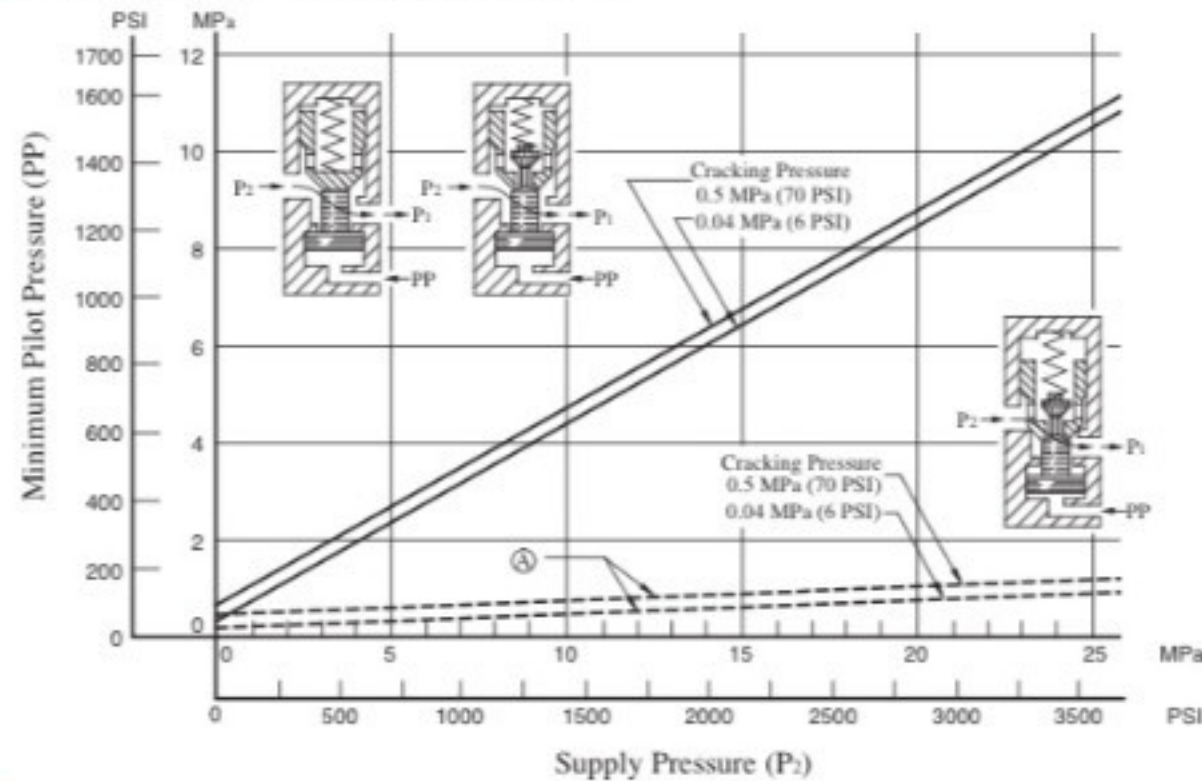 PSI
MPa
1700
1600
1400
1200
1000
800
600
400
200
0
12
10
8
6
4
2
0
Minimum Pilot Pressure (PP)
P2
P1
PP
P2
P1
PP
Cracking Pressure
0.5 MPa (70 PSI)
0.04 MPa (6 PSI)
P2
P1
PP
Cracking Pressure
0.5 MPa (70 PSI)
0.04 MPa (6 PSI)
Ⓐ
0 5 10 15 20 25 MPa
0 500 1000 1500 2000 2500 3000 3500 PSI
Supply Pressure (P2)